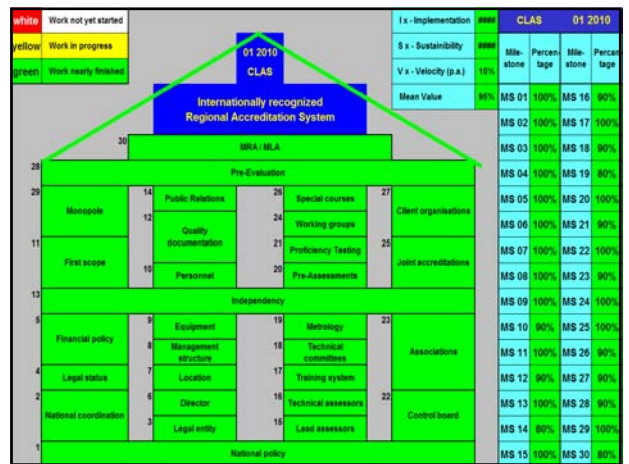 white Work not yet started
yellow Work in progress
green Work nearly finished
01 2010
CLAS
Internationally recognized
Regional Accreditation System
30 MRA / MLA
28 Pre-Evaluation
29 Monopole
14 Public Relations
26 Special courses
27 Client organisations
12 Quality
documentation
24 Working groups
11 First scope
21 Proficiency Testing
25 Joint accreditations
10 Personnel
20 Pre-Assessments
13 Independency
5 Financial policy
9 Equipment
19 Metrology
23 Associations
8 Management
structure
18 Technical
committees
4 Legal status
7 Location
17 Training system
2 National coordination
6 Director
16 Technical assessors
22 Control board
3 Legal entity
15 Lead assessors
1 National policy
I x - Implementation ####
S x - Sustainibility ####
V x - Velocity (p.a.) 15%
Mean Value 95%
CLAS 01 2010
Mile-
stone Percen-
tage Mile-
stone Percan
tage
MS 01 100% MS 16 90%
MS 02 100% MS 17 100%
MS 03 100% MS 18 90%
MS 04 100% MS 19 80%
MS 05 100% MS 20 100%
MS 06 100% MS 21 90%
MS 07 100% MS 22 100%
MS 08 100% MS 23 90%
MS 09 100% MS 24 100%
MS 10 90% MS 25 100%
MS 11 100% MS 26 90%
MS 12 90% MS 27 90%
MS 13 100% MS 28 90%
MS 14 80% MS 29 100%
MS 15 100% MS 30 80%